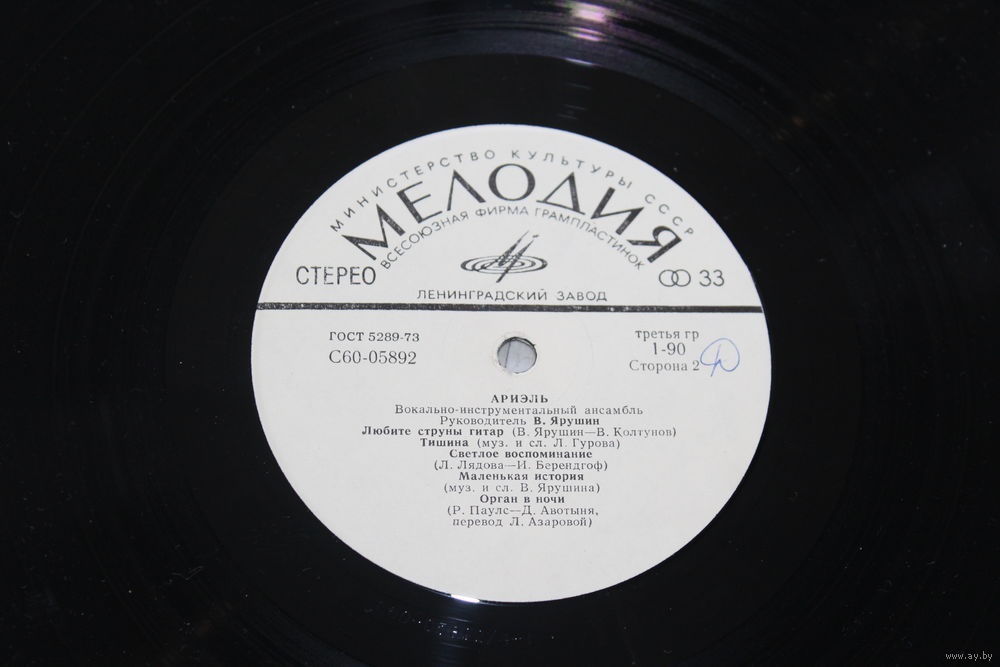 МИНИСТЕРСТВО КУЛЬТУРЫ СССР
МЕЛОДИЯ
ВСЕСОЮЗНАЯ ФИРМА ГРАМПЛАСТИНОК
СТЕРЕО
33
ЛЕНИНГРАДСКИЙ ЗАВОД
ГОСТ 5289-73
С60-05892
третья гр
1-90
Сторона 2
АРИЭЛЬ
Вокально-инструментальный ансамбль
Руководитель В. Ярушин
Любите струны гитар (В. Ярушин—В. Колтунов)
Тишина (муз. и сл. Л. Гурова)
Светлое воспоминание
(Л. Лядова—И. Берендгоф)
Маленькая история
(муз. и сл. В. Ярушина)
Орган в ночи
(Р. Паулс—Д. Авотыня,
перевод Л. Азаровой)
www.ay.by